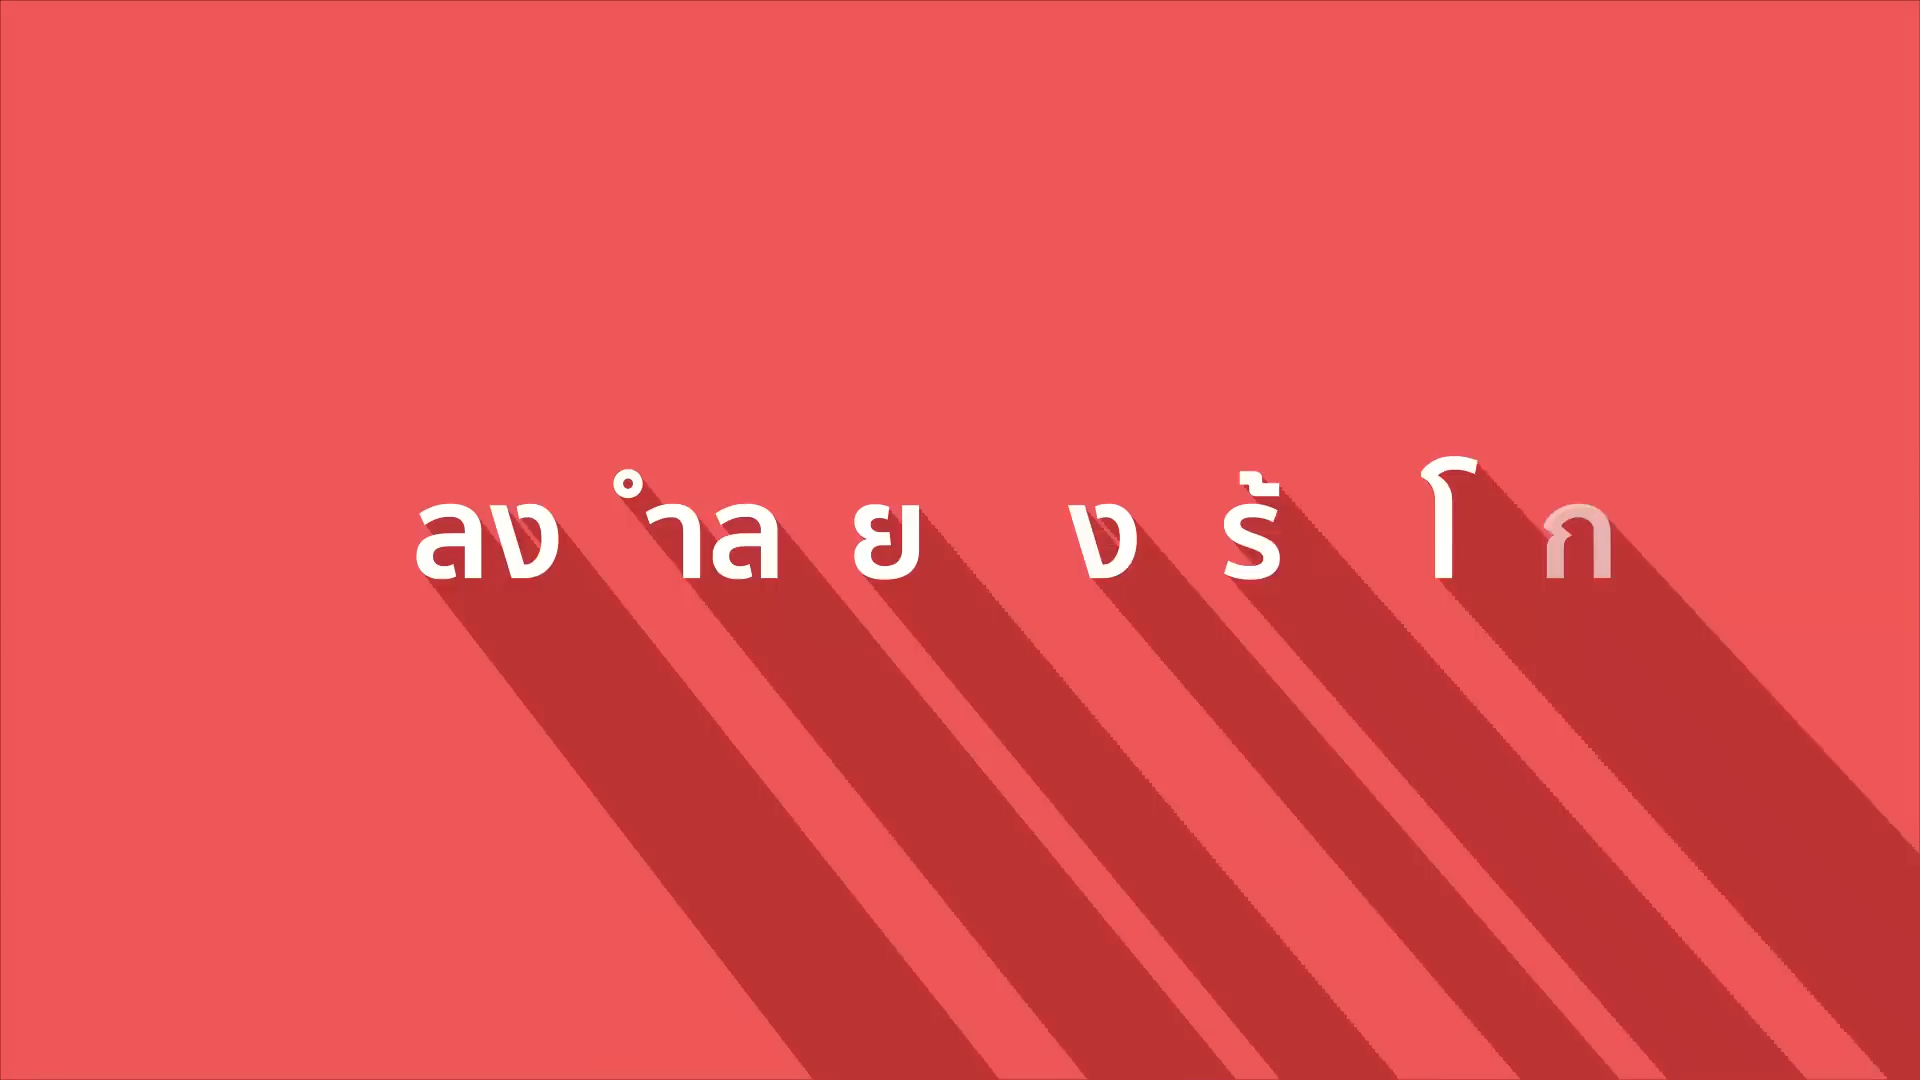 ลง ำล ย ง ร้ โ ก